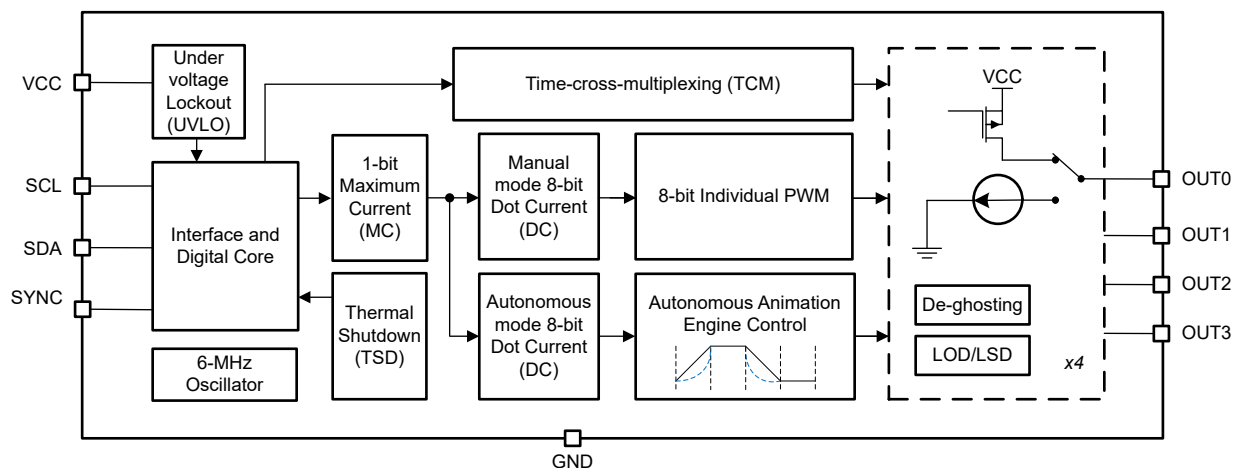 VCC
SCL
SDA
SYNC
Under
voltage
Lockout
(UVLO)
Interface and
Digital Core
6-MHz
Oscillator
Time-cross-multiplexing (TCM)
1-bit
Maximum
Current
(MC)
Thermal
Shutdown
(TSD)
Manual
mode 8-bit
Dot Current
(DC)
Autonomous
mode 8-bit
Dot Current
(DC)
8-bit Individual PWM
Autonomous Animation
Engine Control
VCC
De-ghosting
LOD/LSD
x4
OUT0
OUT1
OUT2
OUT3
GND